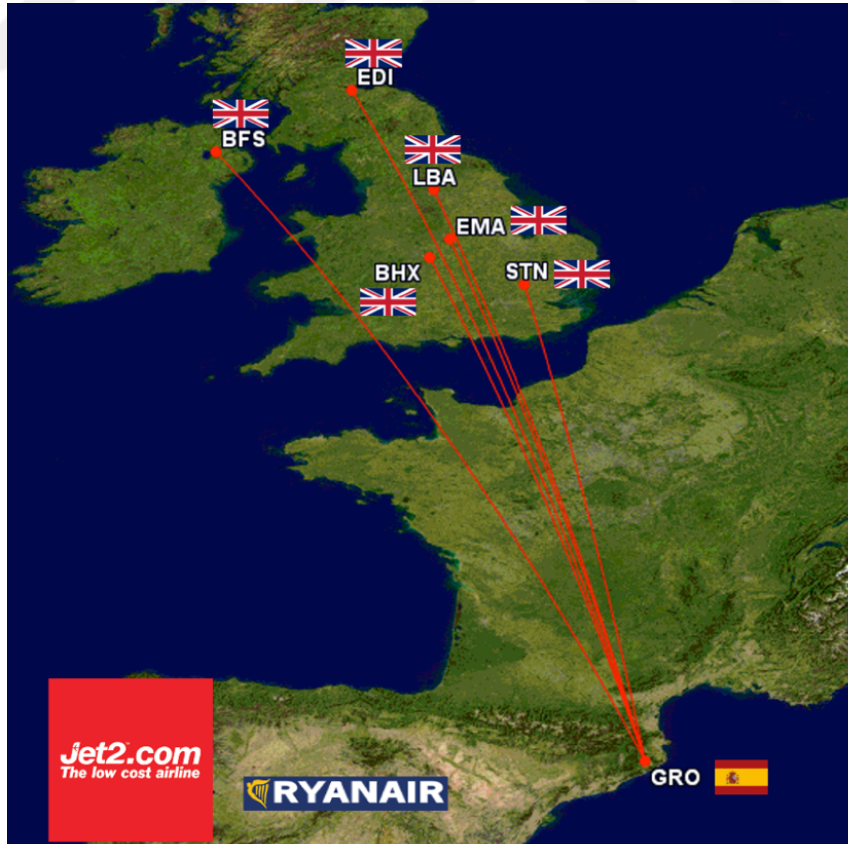 EDI
BFS
LBA
EMA
BHX
STN
Jet2.com
The low cost airline
RYANAIR
GRO